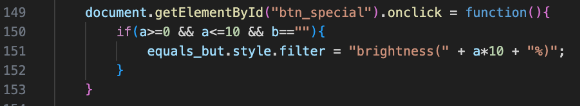 149 document.getElementById("btn_special").onclick = function(){
150 if(a>=0 && a<=10 && b==""){
151 equals_but.style.filter = "brightness(" + a*10 + "%)";
152 }
153 }